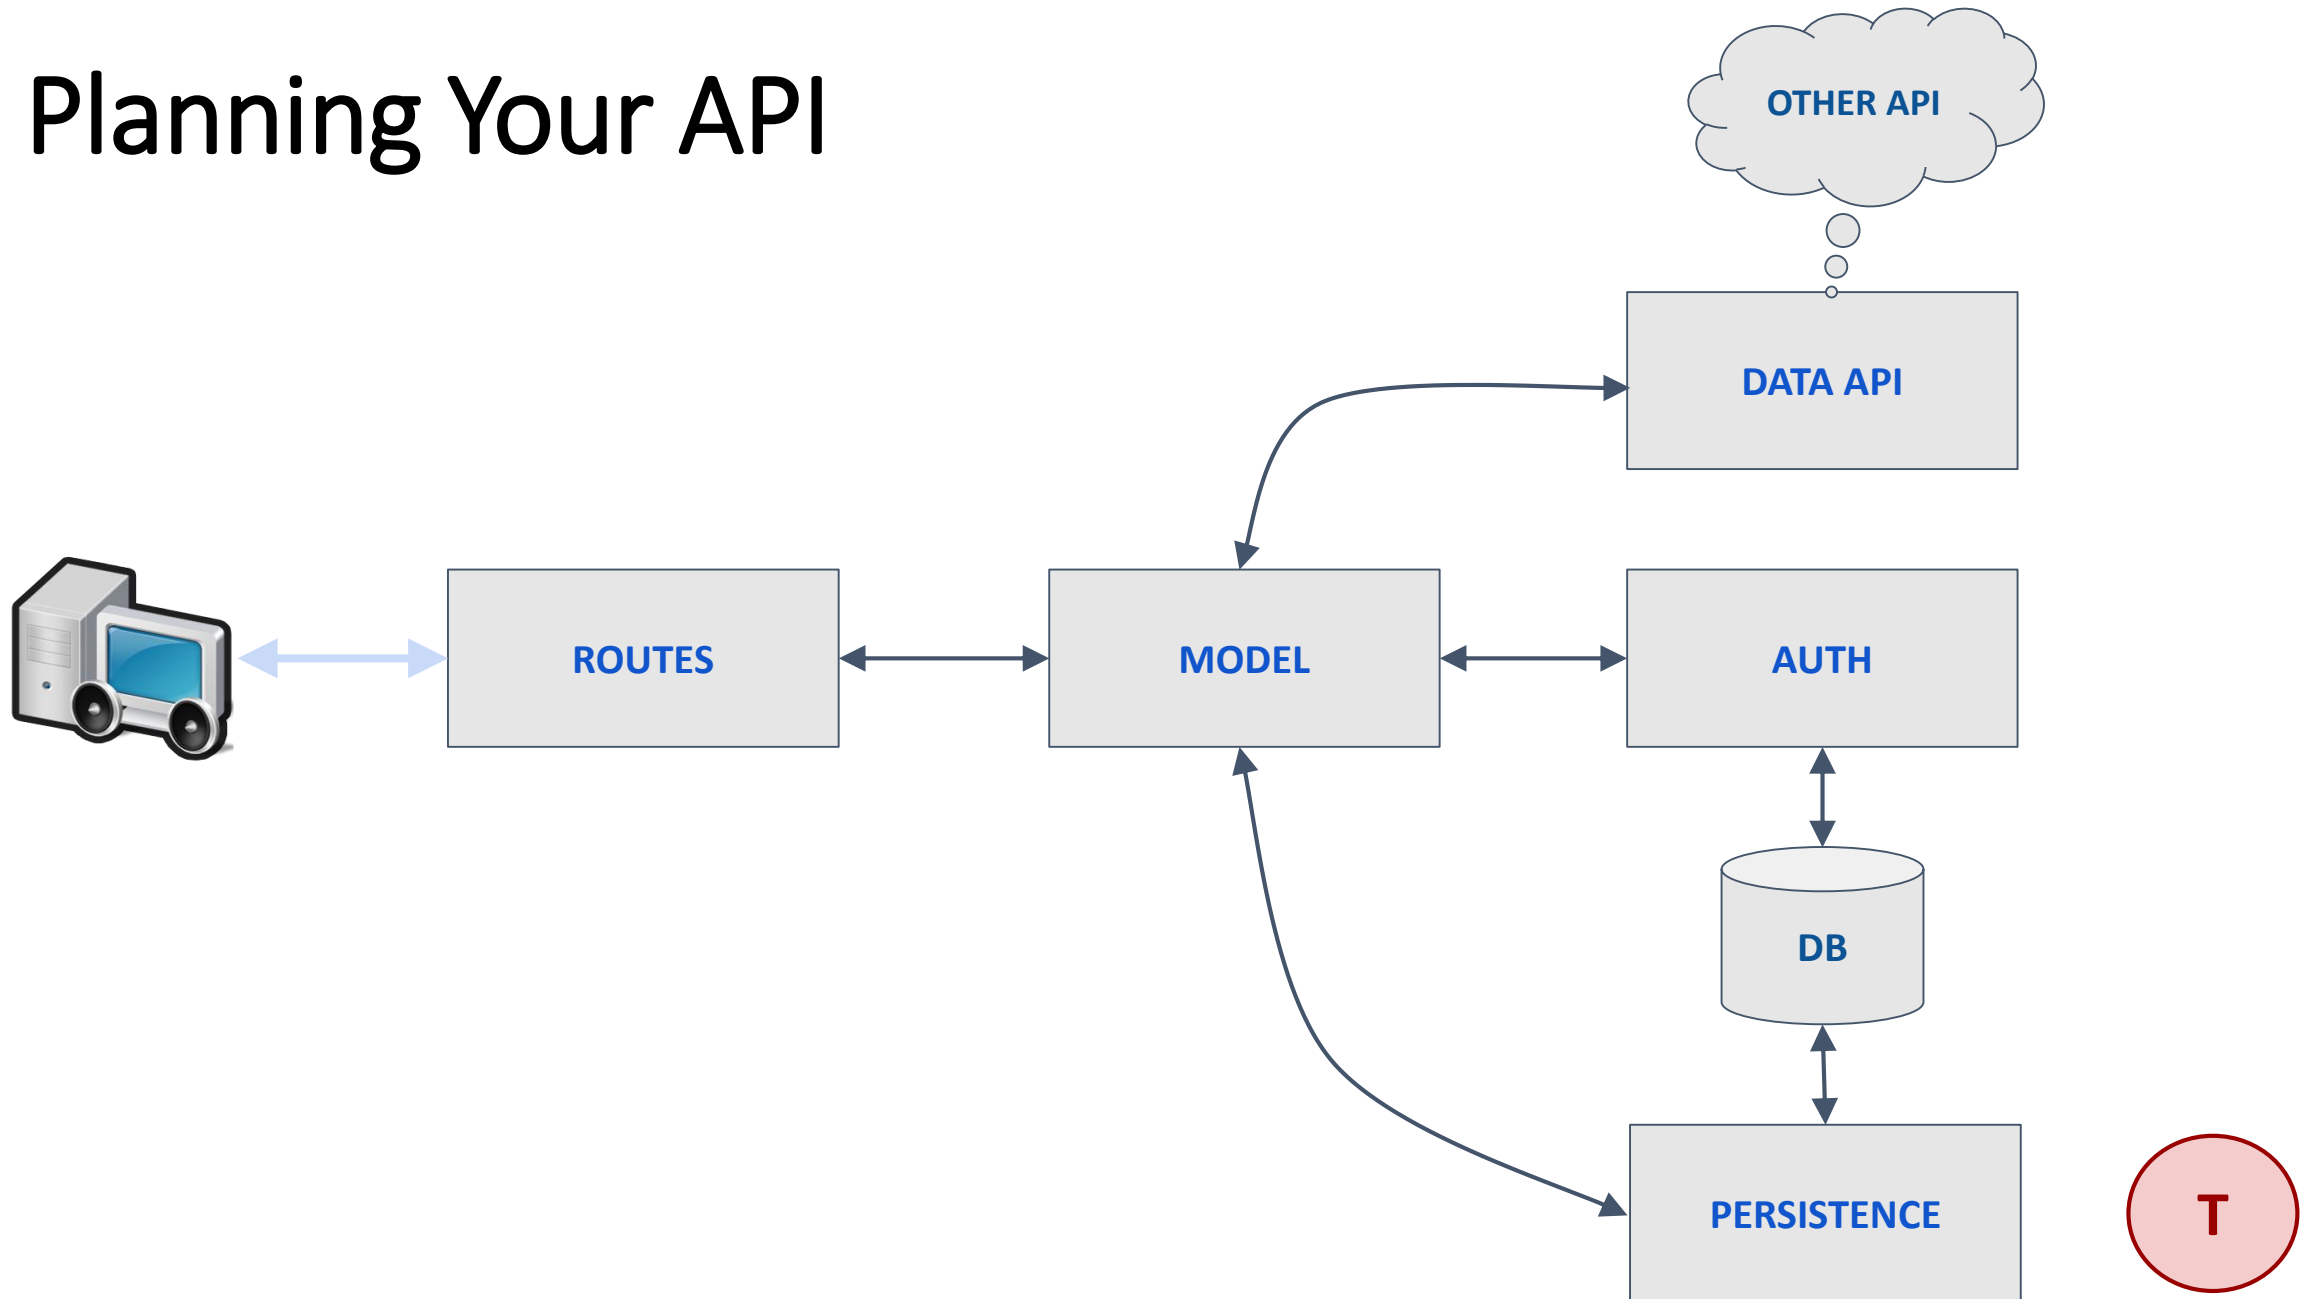 Planning Your API
OTHER API
DATA API
ROUTES
MODEL
AUTH
DB
PERSISTENCE
T